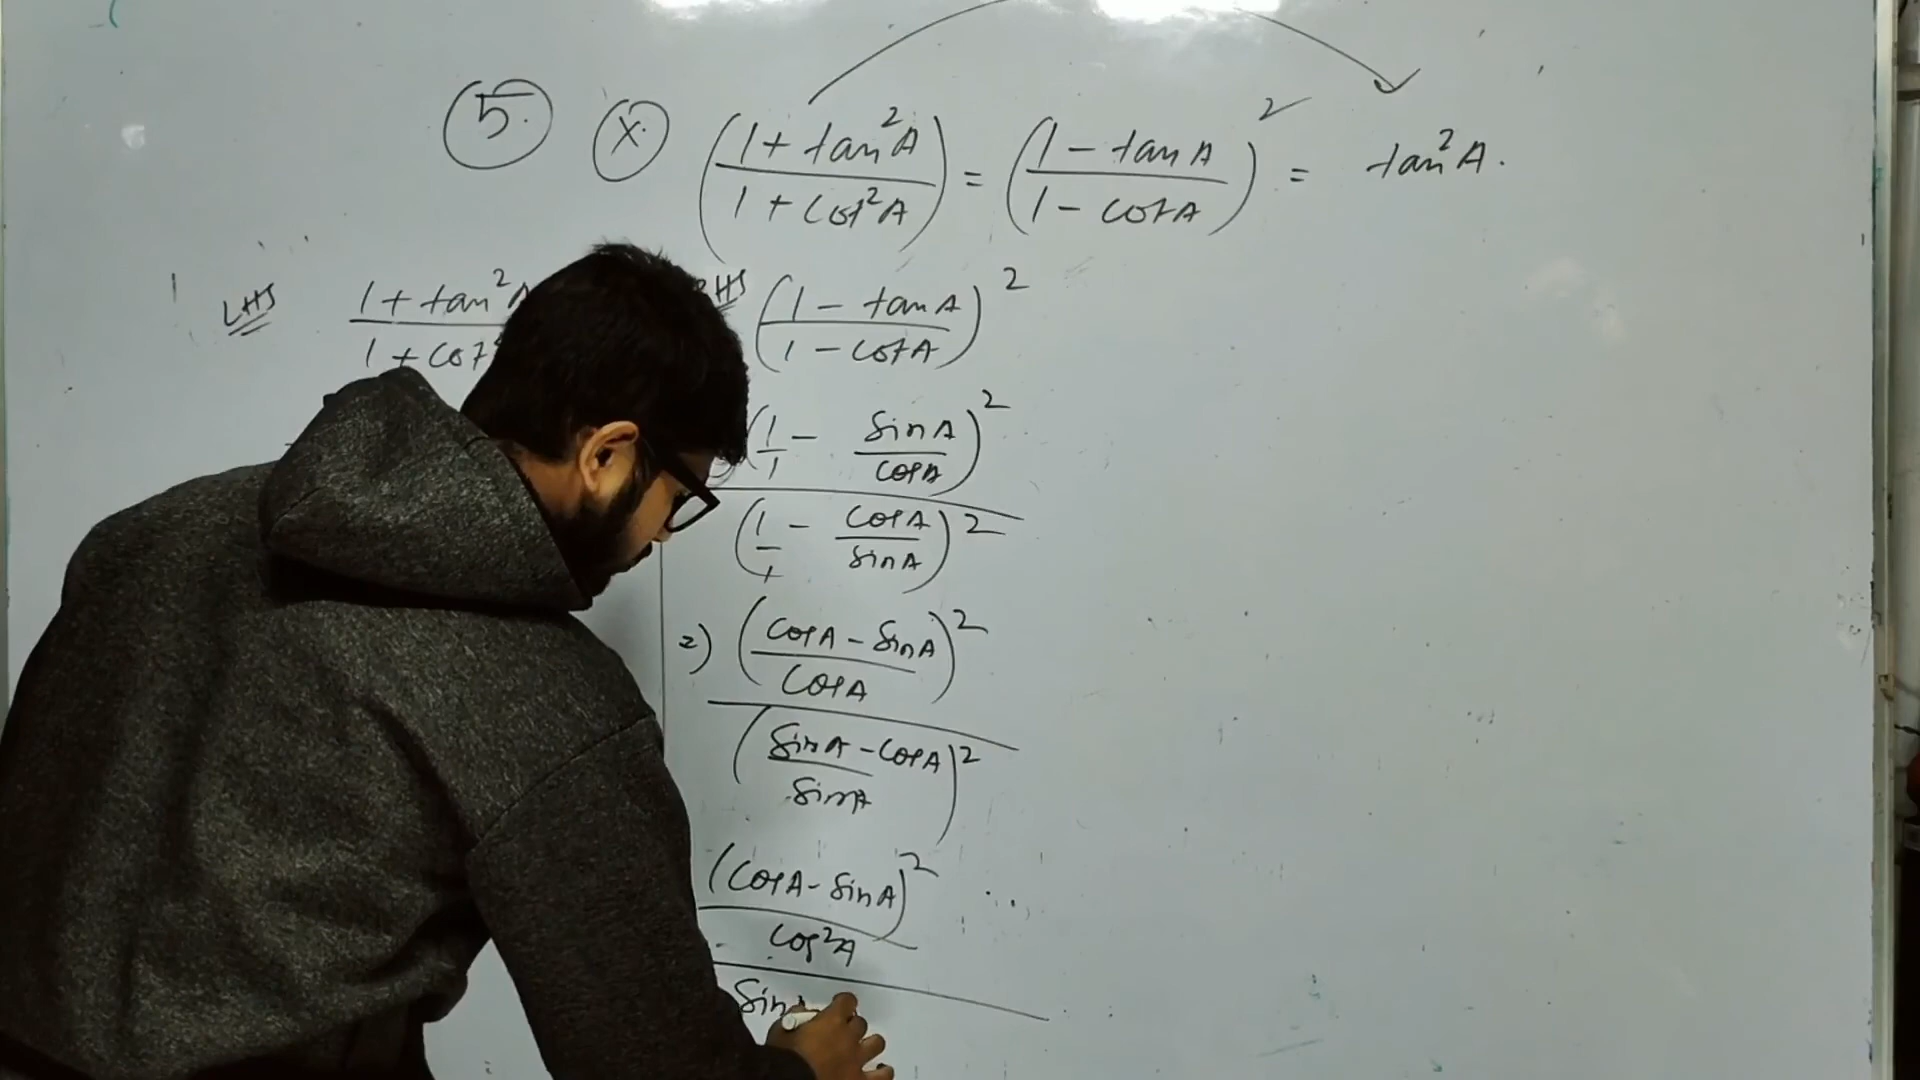 5. x. (1 + tan²A / 1 + cot²A) = (1 - tanA / 1 - cotA)² = tan²A.
LHS 1 + tan²A / 1 + cot
RHS (1 - tanA / 1 - cotA)²
(1/1 - sinA / cosA)²
(1/1 - cosA / sinA)²
=) (cosA - sinA / cosA)²
(sinA - cosA / sinA)²
(cosA - sinA)²
cos²A
sin